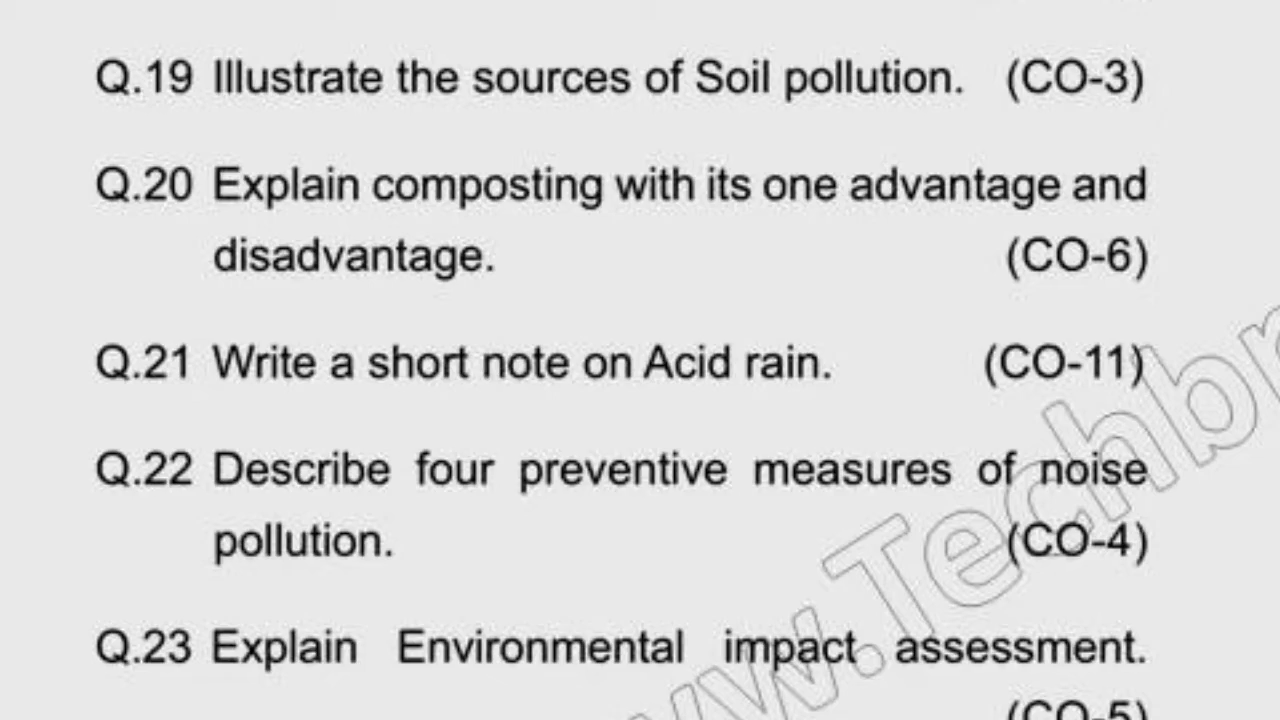 Q.19 Illustrate the sources of Soil pollution. (CO-3)
Q.20 Explain composting with its one advantage and
disadvantage. (CO-6)
Q.21 Write a short note on Acid rain. (CO-11)
Q.22 Describe four preventive measures of noise
pollution. (CO-4)
Q.23 Explain Environmental impact assessment.
(CO-5)